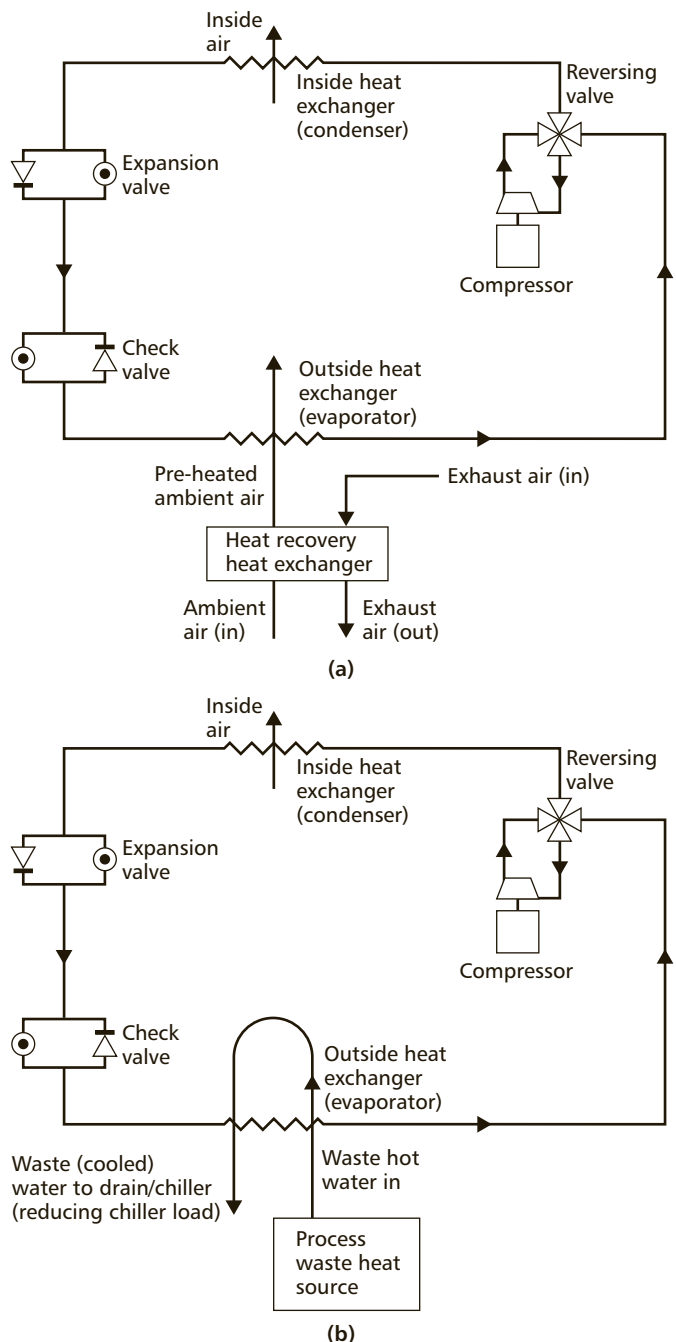 Inside
air
Inside heat
exchanger
(condenser)
Reversing
valve
Expansion
valve
Compressor
Check
valve
Outside heat
exchanger
(evaporator)
Pre-heated
ambient air
Exhaust air (in)
Heat recovery
heat exchanger
Ambient
air (in)
Exhaust
air (out)
(a)
Inside
air
Inside heat
exchanger
(condenser)
Reversing
valve
Expansion
valve
Compressor
Check
valve
Outside heat
exchanger
(evaporator)
Waste (cooled)
water to drain/chiller
(reducing chiller load)
Waste hot
water in
Process
waste heat
source
(b)